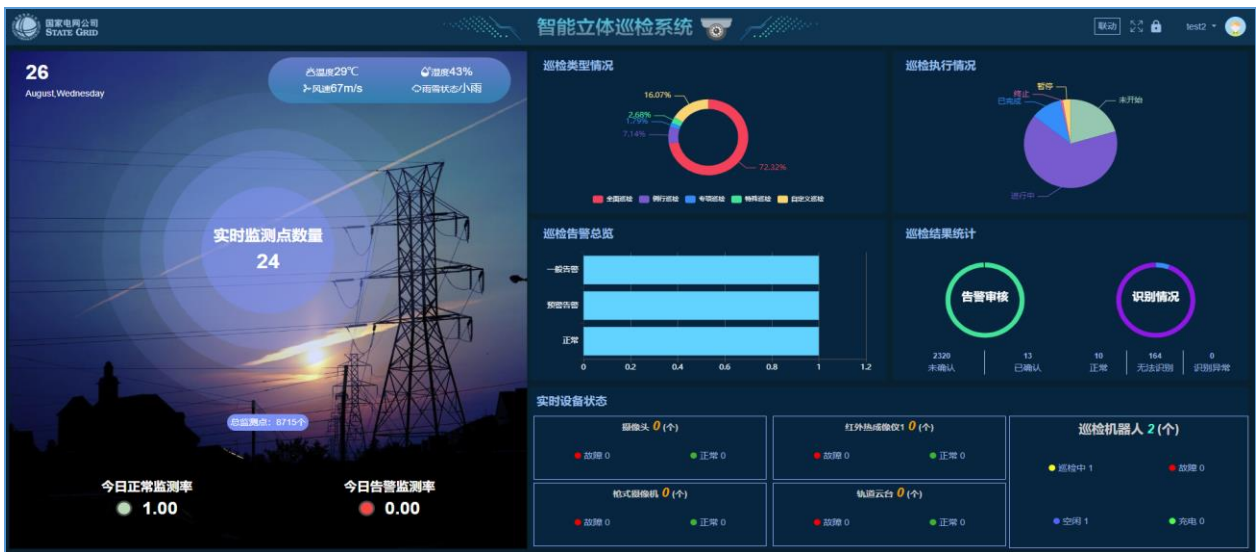 国家电网公司
STATE GRID
智能立体巡检系统
联动
test2
26
August,Wednesday
温度29℃
湿度43%
风速67m/s
雨雪状态小雨
实时监测点数量
24
总监测点：8715个
今日正常监测率
1.00
今日告警监测率
0.00
巡检类型情况
16.07%
2.68%
1.79%
7.14%
72.32%
全面巡检 例行巡检 专项巡检 特殊巡检 自定义巡检
巡检执行情况
暂停
终止
已完成
未开始
进行中
巡检告警总览
一般告警
预警告警
正常
0 0.2 0.4 0.6 0.8 1 1.2
巡检结果统计
告警审核
识别情况
2320
未确认
13
已确认
10
正常
164
无法识别
0
识别异常
实时设备状态
摄像头 0 (个)
故障 0
正常 0
红外热成像仪1 0 (个)
故障 0
正常 0
枪式摄像机 0 (个)
故障 0
正常 0
轨道云台 0 (个)
故障 0
正常 0
巡检机器人 2 (个)
巡检中 1
故障 0
空闲 1
充电 0